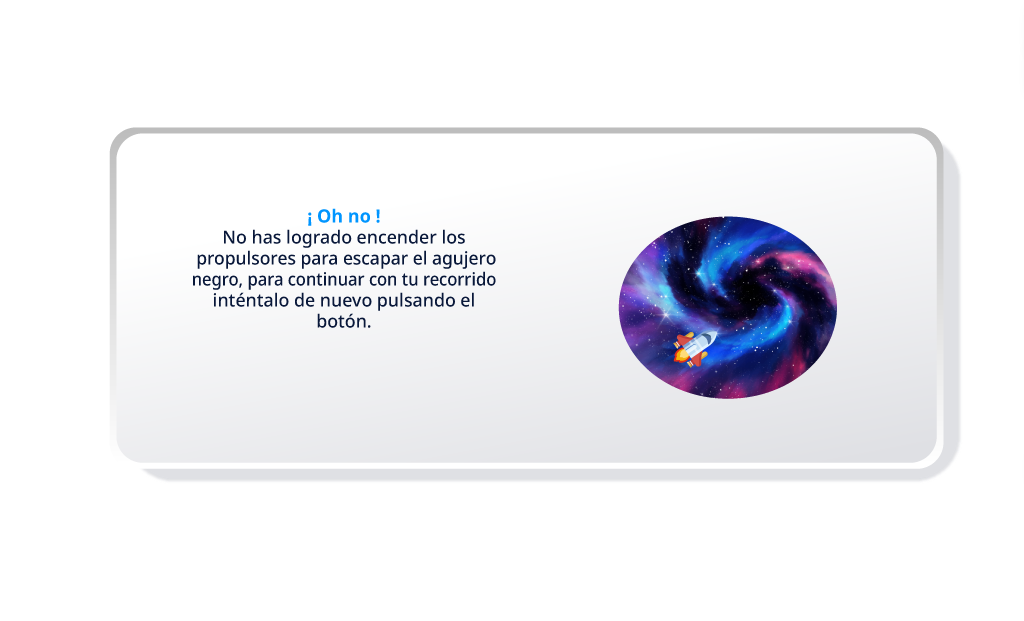 ¡ Oh no !
No has logrado encender los
propulsores para escapar el agujero
negro, para continuar con tu recorrido
inténtalo de nuevo pulsando el
botón.